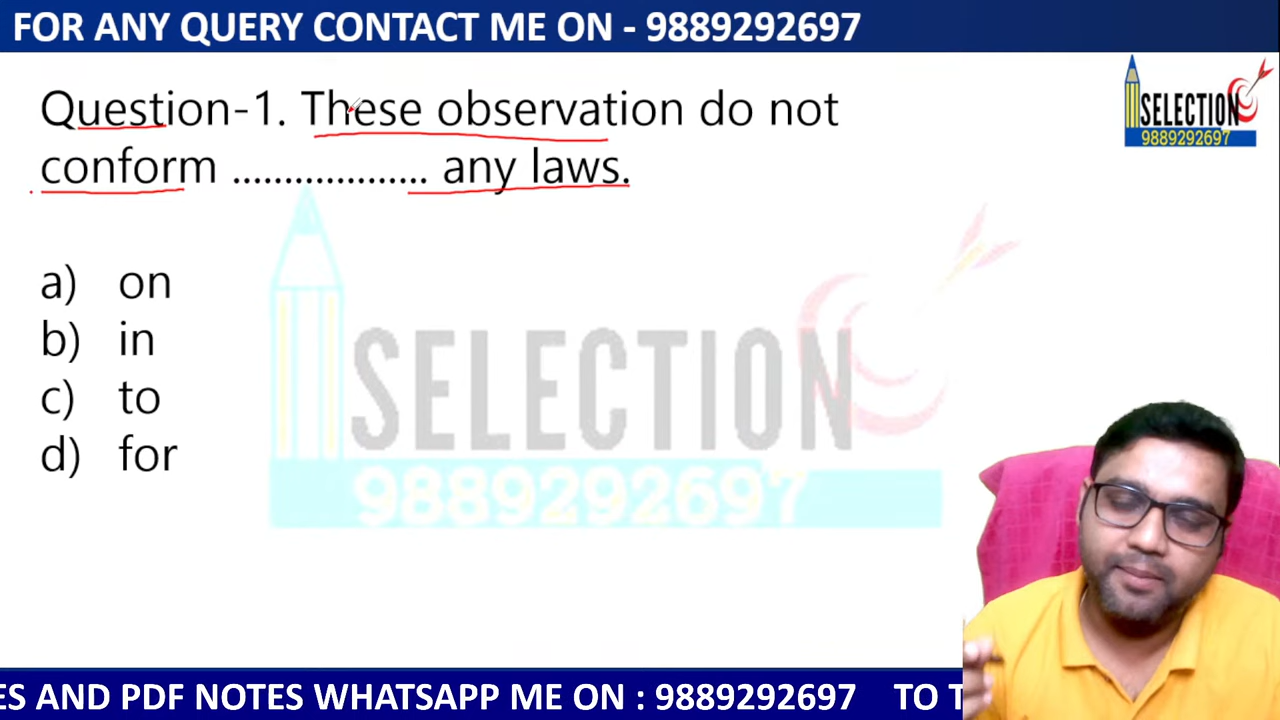 FOR ANY QUERY CONTACT ME ON - 9889292697
SELECTION
9889292697
Question-1. These observation do not
conform ................... any laws.
a) on
b) in
c) to
d) for
SELECTION
9889292697
ES AND PDF NOTES WHATSAPP ME ON : 9889292697 TO T